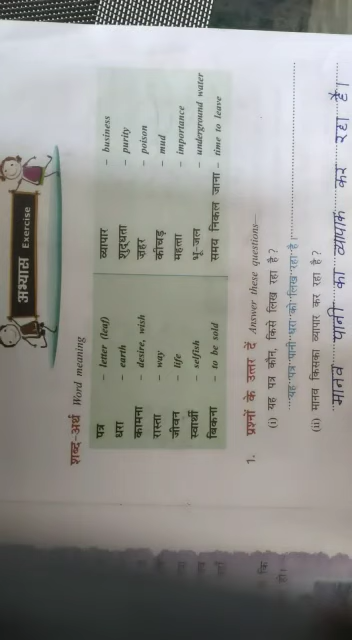 अभ्यास Exercise
शब्द-अर्थ Word meaning
पत्र – letter (leaf) व्यापार – business
धरा – earth शुद्धता – purity
कामना – desire, wish ज़हर – poison
रास्ता – way कीचड़ – mud
जीवन – life महत्ता – importance
स्वार्थी – selfish भू-जल – underground water
बिकना – to be sold समय निकल जाना – time to leave
1. प्रश्नों के उत्तर दें Answer these questions—
(i) यह पत्र कौन, किसे लिख रहा है?
यह पत्र पानी धरा को लिख रहा है।
(ii) मानव किसका व्यापार कर रहा है?
मानव पानी का व्यापार कर रहा है।